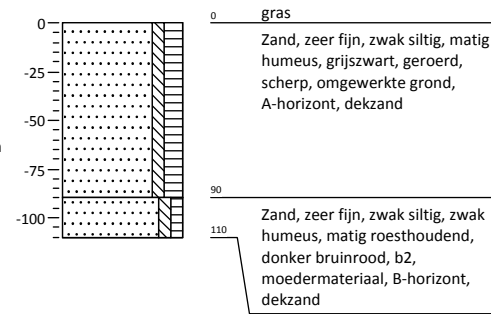 0
-25
-50
-75
-100
0 gras
Zand, zeer fijn, zwak siltig, matig
humeus, grijszwart, geroerd,
scherp, omgewerkte grond,
A-horizont, dekzand
90
Zand, zeer fijn, zwak siltig, zwak
110
humeus, matig roesthoudend,
donker bruinrood, b2,
moedermateriaal, B-horizont,
dekzand